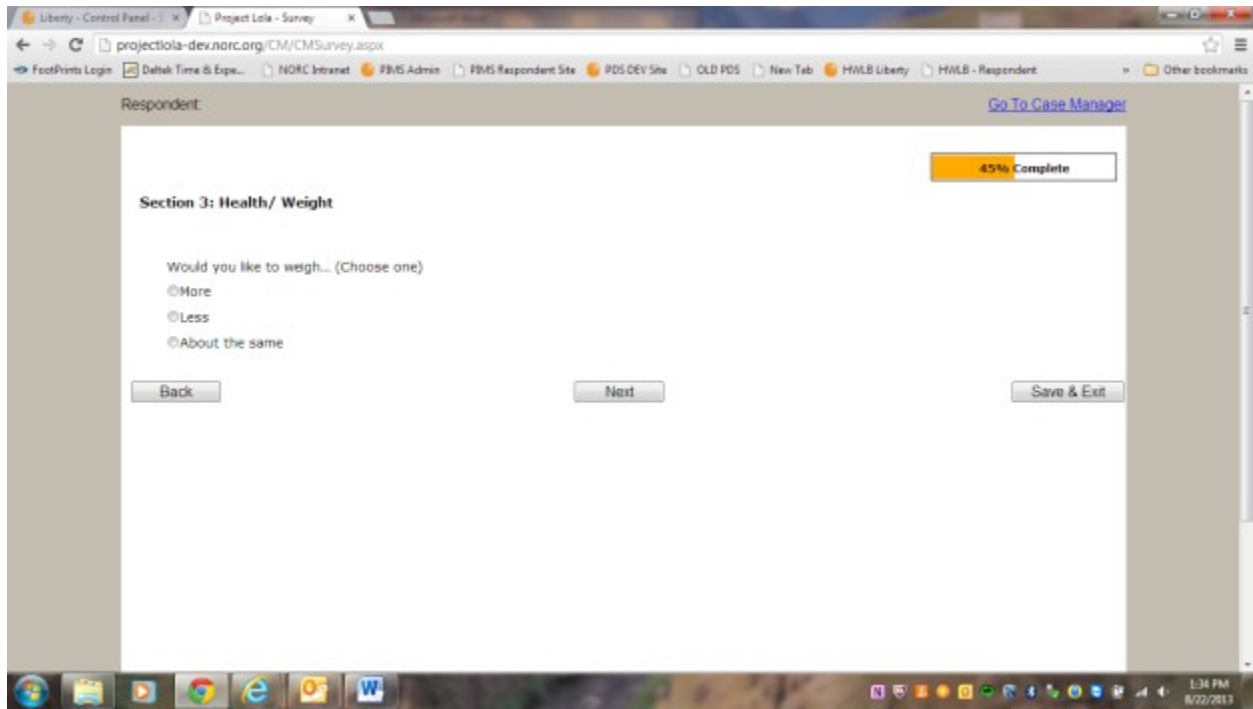 Liberty - Control Panel - S
Project Lola - Survey
projectlola-dev.norc.org/CM/CMSurvey.aspx
FootPrints Login
Deltek Time & Expe...
NORC Intranet
PIMS Admin
PIMS Respondent Site
PDS DEV Site
OLD PDS
New Tab
HWLB Liberty
HWLB - Respondent
»
Other bookmarks
Respondent:
Go To Case Manager
45% Complete
Section 3: Health/ Weight
Would you like to weigh... (Choose one)
More
Less
About the same
Back
Next
Save & Exit
1:34 PM
8/22/2013